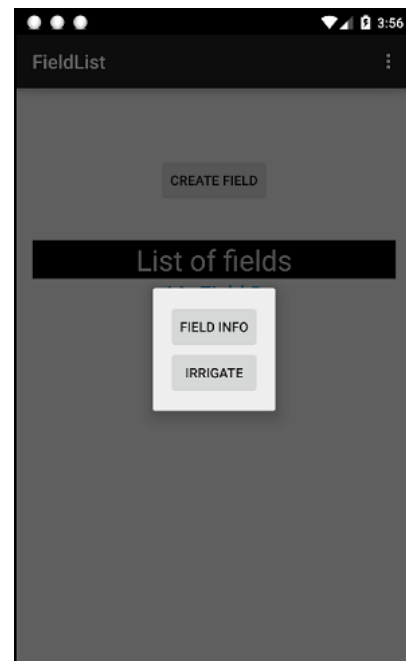 3:56
FieldList
CREATE FIELD
List of fields
FIELD INFO
IRRIGATE